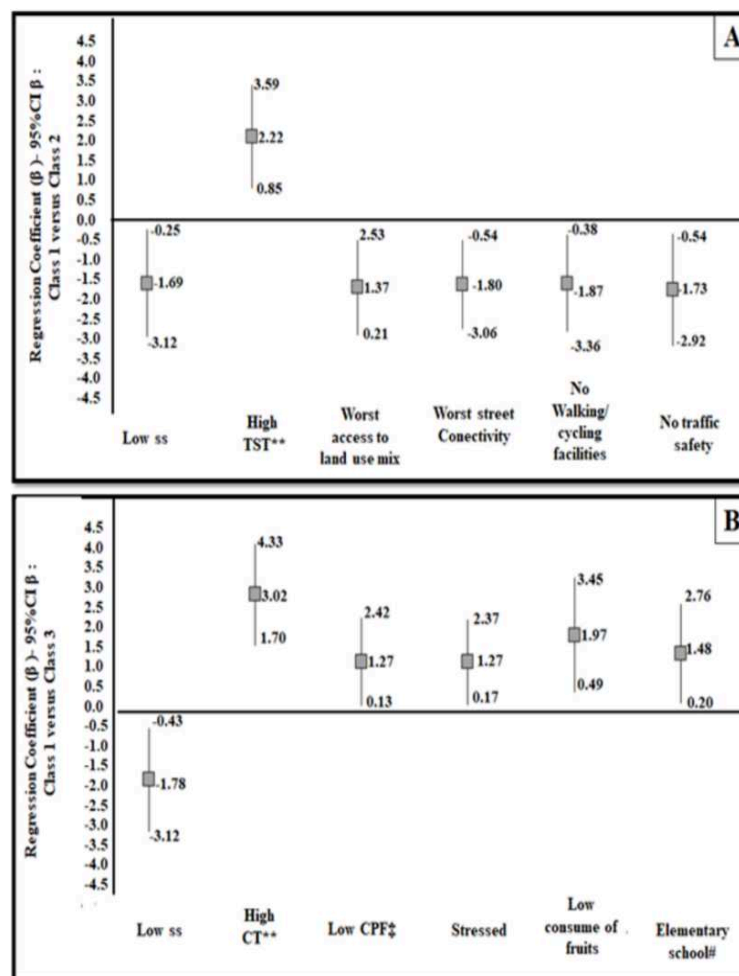 A
Regression Coefficient (β )- 95%CI β :
Class 1 versus Class 2
4.5
4.0
3.5
3.0
2.5
2.0
1.5
1.0
0.5
0.0
-0.5
-1.0
-1.5
-2.0
-2.5
-3.0
-3.5
-4.0
-4.5
3.59
2.22
0.85
-0.25
-1.69
-3.12
2.53
1.37
0.21
-0.54
-1.80
-3.06
-0.38
-1.87
-3.36
-0.54
-1.73
-2.92
Low ss
High
TST**
Worst
access to
land use mix
Worst street
Conectivity
No
Walking/
cycling
facilities
No traffic
safety
B
Regression Coefficient (β )- 95%CI β :
Class 1 versus Class 3
4.5
4.0
3.5
3.0
2.5
2.0
1.5
1.0
0.5
0.0
-0.5
-1.0
-1.5
-2.0
-2.5
-3.0
-3.5
-4.0
-4.5
-0.43
-1.78
-3.12
4.33
3.02
1.70
2.42
1.27
0.13
2.37
1.27
0.17
3.45
1.97
0.49
2.76
1.48
0.20
Low ss
High
CT**
Low CPF‡
Stressed
Low
consume of
fruits
Elementary
school#